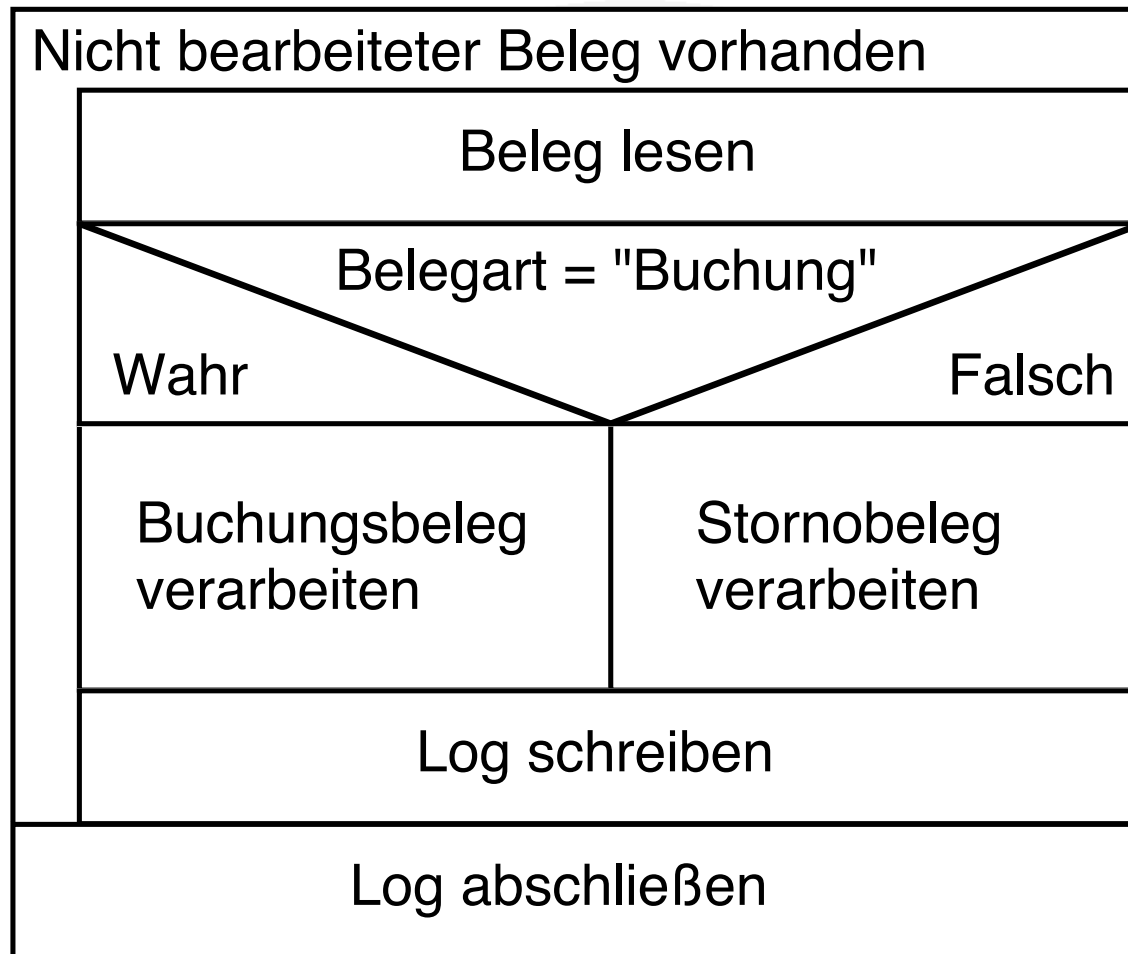 Nicht bearbeiteter Beleg vorhanden
Beleg lesen
Belegart = "Buchung"
Wahr
Falsch
Buchungsbeleg
verarbeiten
Stornobeleg
verarbeiten
Log schreiben
Log abschließen